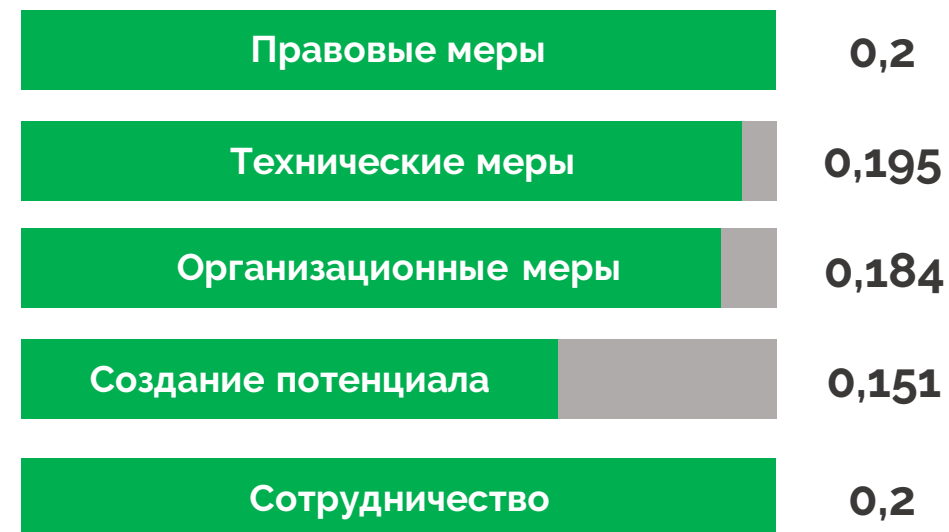 Правовые меры 0,2
Технические меры 0,195
Организационные меры 0,184
Создание потенциала 0,151
Сотрудничество 0,2